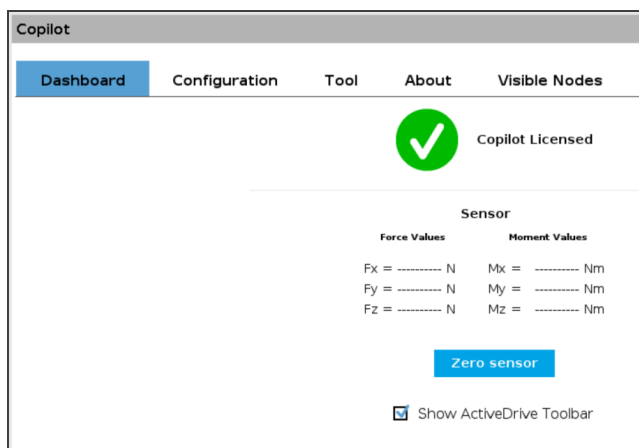 Copilot
Dashboard Configuration Tool About Visible Nodes
Copilot Licensed
Sensor
Force Values Moment Values
Fx = ---------- N Mx = ---------- Nm
Fy = ---------- N My = ---------- Nm
Fz = ---------- N Mz = ---------- Nm
Zero sensor
Show ActiveDrive Toolbar